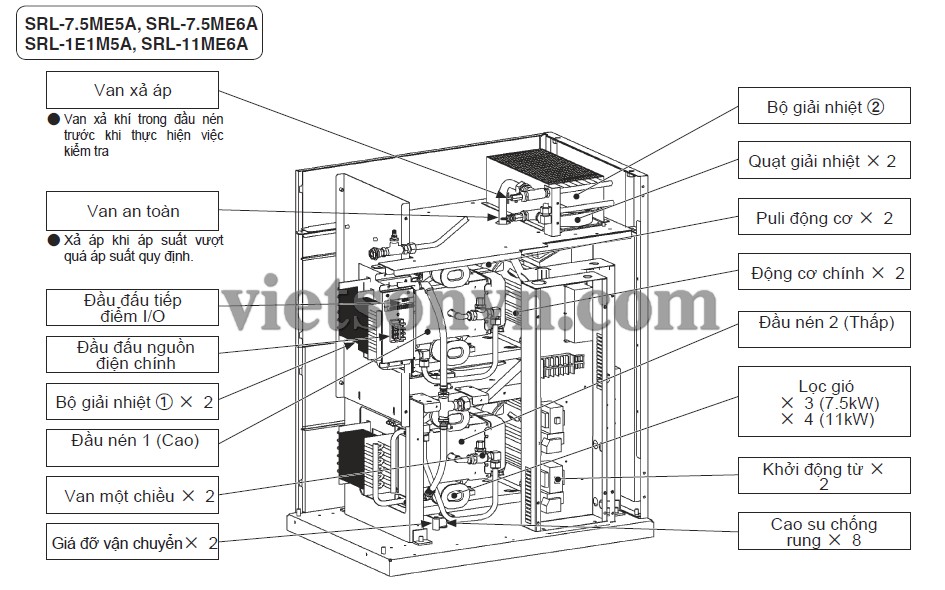 SRL-7.5ME5A, SRL-7.5ME6A
SRL-1E1M5A, SRL-11ME6A
Van xả áp
● Van xả khí trong đầu nén
trước khi thực hiện việc
kiểm tra
Van an toàn
● Xả áp khi áp suất vượt
quá áp suất quy định.
Đầu đấu tiếp
điểm I/O
Đầu đấu nguồn
điện chính
Bộ giải nhiệt ① × 2
Đầu nén 1 (Cao)
Van một chiều × 2
Giá đỡ vận chuyển × 2
Bộ giải nhiệt ②
Quạt giải nhiệt × 2
Puli động cơ × 2
Động cơ chính × 2
Đầu nén 2 (Thấp)
Lọc gió
× 3 (7.5kW)
× 4 (11kW)
Khởi động từ ×
2
Cao su chống
rung × 8
vietsonvn.com